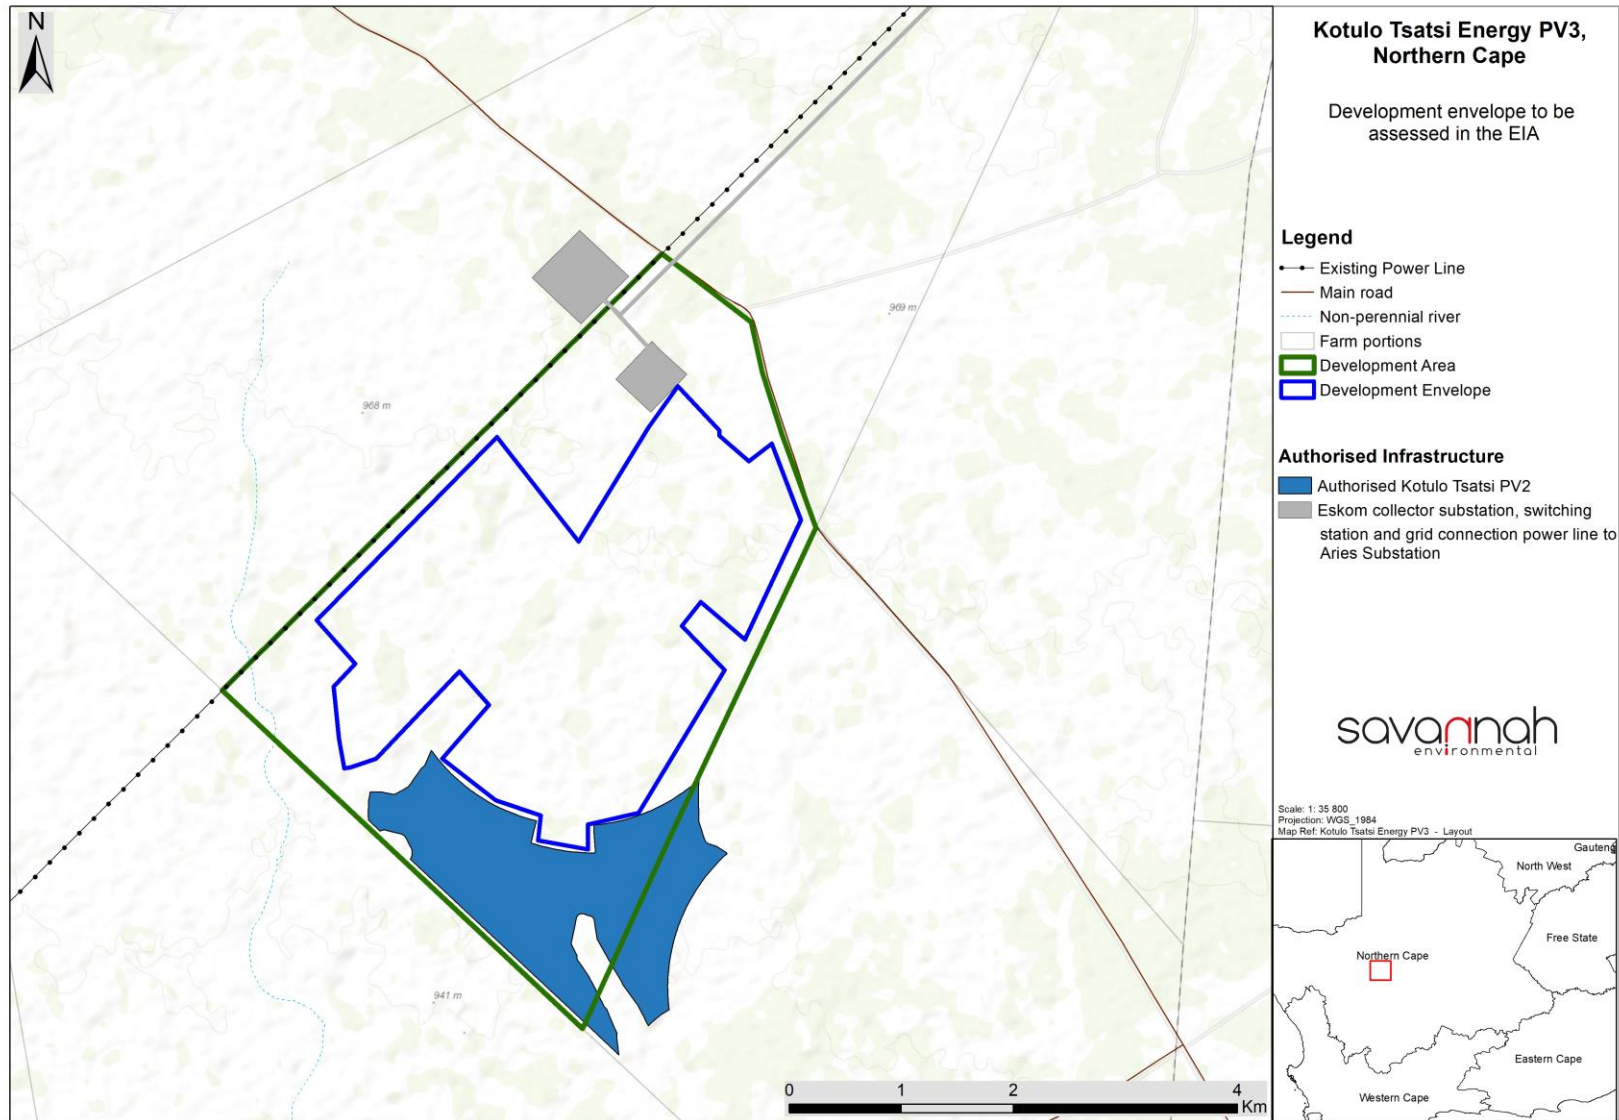 N
969 m
968 m
941 m
0 1 2 4
Km
Kotulo Tsatsi Energy PV3,
Northern Cape
Development envelope to be
assessed in the EIA
Legend
Existing Power Line
Main road
Non-perennial river
Farm portions
Development Area
Development Envelope
Authorised Infrastructure
Authorised Kotulo Tsatsi PV2
Eskom collector substation, switching
station and grid connection power line to
Aries Substation
savannah
environmental
Scale: 1: 35 800
Projection: WGS_1984
Map Ref: Kotulo Tsatsi Energy PV3 - Layout
Gauteng
North West
Free State
Northern Cape
Eastern Cape
Western Cape